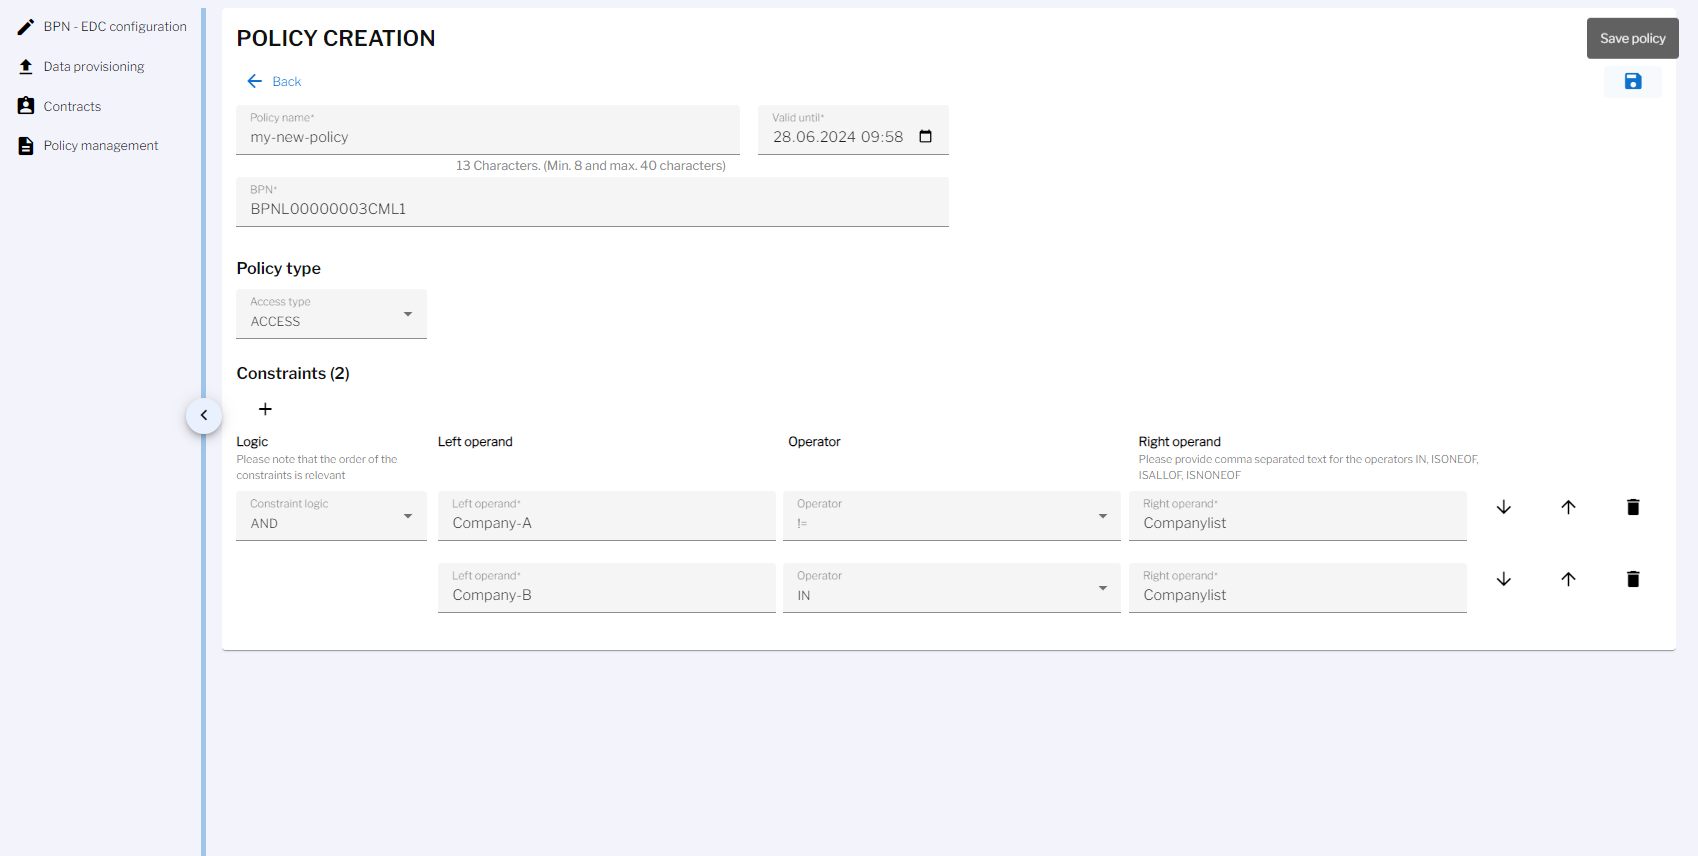 BPN - EDC configuration
Data provisioning
Contracts
Policy management
POLICY CREATION
Save policy
Back
Policy name*
my-new-policy
Valid until*
28.06.2024 09:58
13 Characters. (Min. 8 and max. 40 characters)
BPN*
BPNL00000003CML1
Policy type
Access type
ACCESS
Constraints (2)
Logic
Please note that the order of the
constraints is relevant
Left operand
Operator
Right operand
Please provide comma separated text for the operators IN, ISONEOF,
ISALLOF, ISNONEOF
Constraint logic
AND
Left operand*
Company-A
Operator
!=
Right operand*
Companylist
Left operand*
Company-B
Operator
IN
Right operand*
Companylist